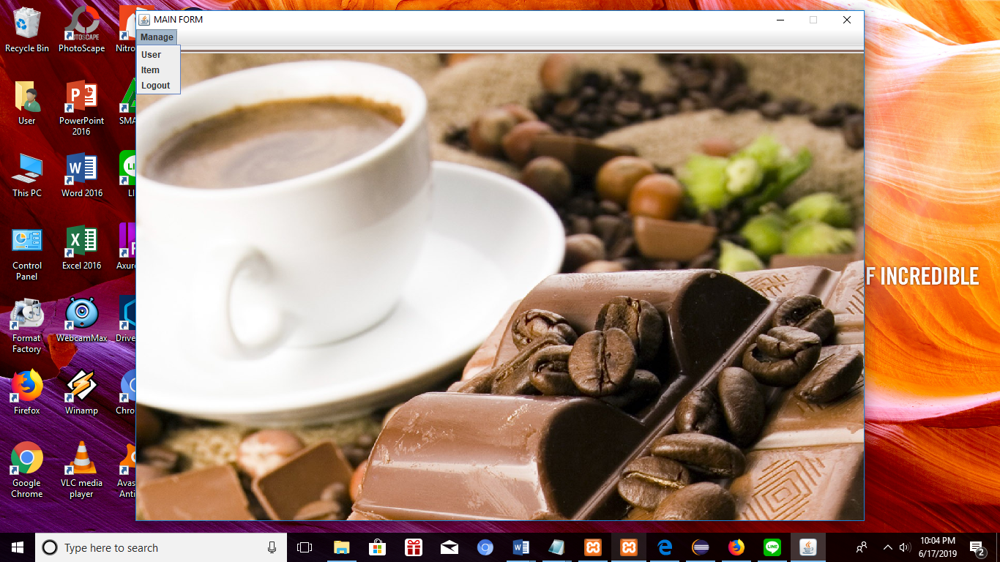 MAIN FORM
Manage
User
Item
Logout
Recycle Bin
PhotoScape
Nitro
User
PowerPoint
2016
SMA
This PC
Word 2016
LI
Control
Panel
Excel 2016
Axur
Format
Factory
WebcamMax
Drive
Firefox
Winamp
Chro
Google
Chrome
VLC media
player
Avas
Anti
F INCREDIBLE
Type here to search
10:04 PM
6/17/2019
2